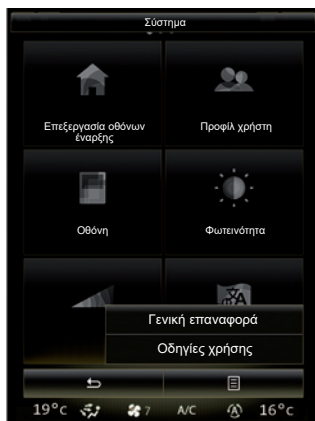 Σύστημα
Επεξεργασία οθόνων
έναρξης
Προφίλ χρήστη
Οθόνη
Φωτεινότητα
Γενική επαναφορά
Οδηγίες χρήσης
19°C 7 A/C 16°C